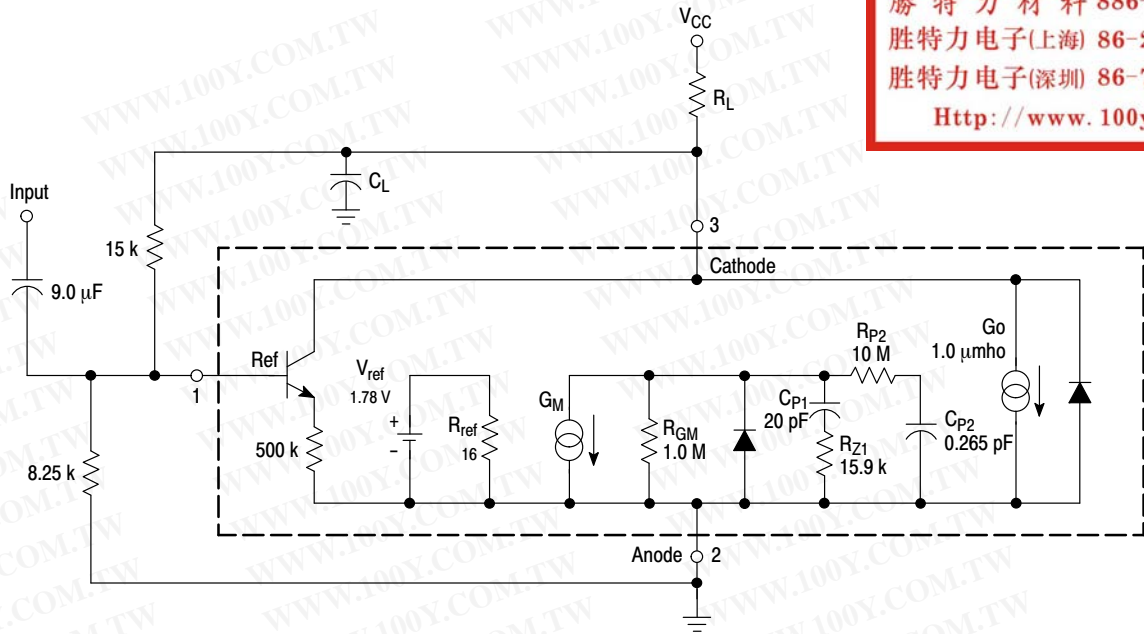 勝 特 力 材 料 886-
胜特力电子(上海) 86-2
胜特力电子(深圳) 86-7
Http://www. 100y
VCC
RL
CL
Input
15 k
3
9.0 μF
Cathode
Ref
1
Vref
1.78 V
+
-
Rref
16
GM
RGM
1.0 M
RP2
10 M
CP1
20 pF
RZ1
15.9 k
CP2
0.265 pF
Go
1.0 μmho
500 k
8.25 k
Anode 2
WWW.100Y.COM.TW